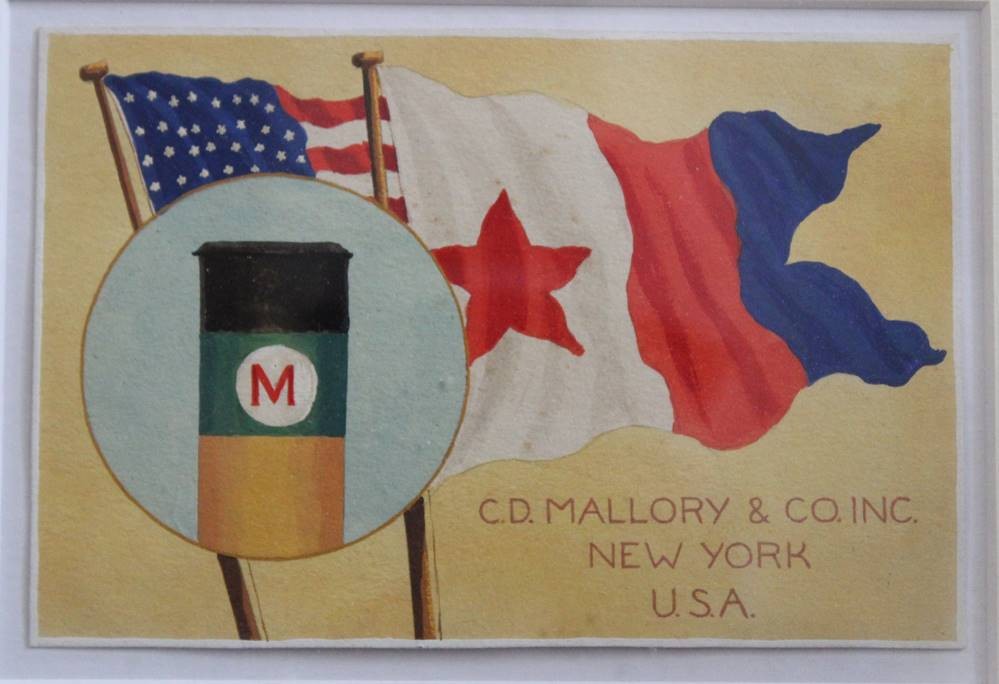 M
C.D. MALLORY & CO. INC.
NEW YORK
U.S.A.